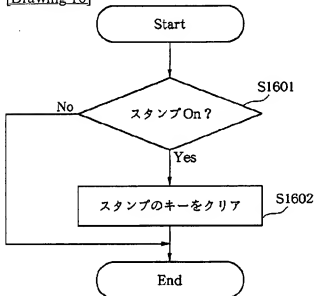 [Drawing 16]
Start
S1601
スタンプOn?
No
Yes
スタンプのキーをクリア
S1602
End